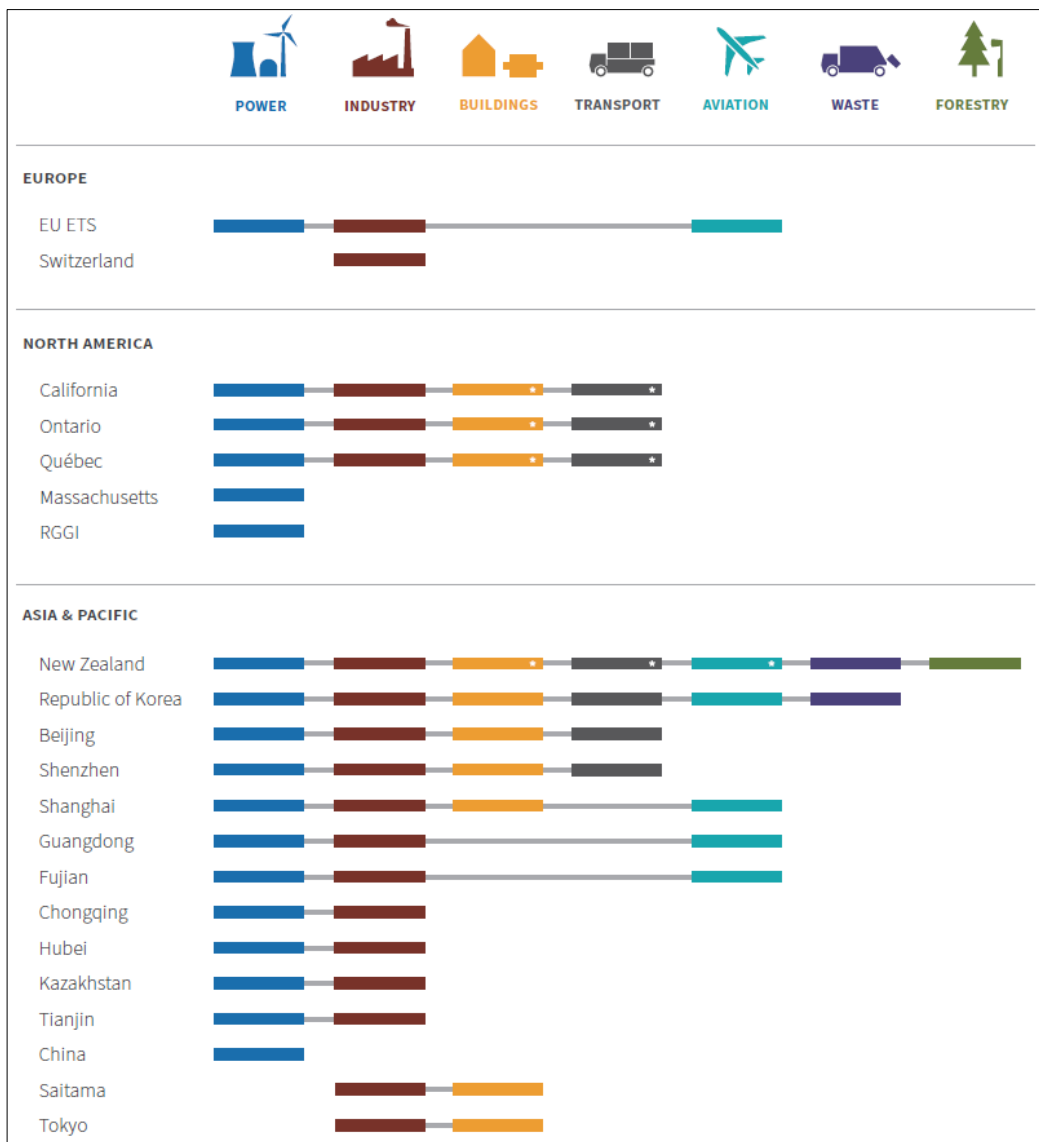 POWER INDUSTRY BUILDINGS TRANSPORT AVIATION WASTE FORESTRY
EUROPE
EU ETS
Switzerland
NORTH AMERICA
California
Ontario
Québec
Massachusetts
RGGI
ASIA & PACIFIC
New Zealand
Republic of Korea
Beijing
Shenzhen
Shanghai
Guangdong
Fujian
Chongqing
Hubei
Kazakhstan
Tianjin
China
Saitama
Tokyo